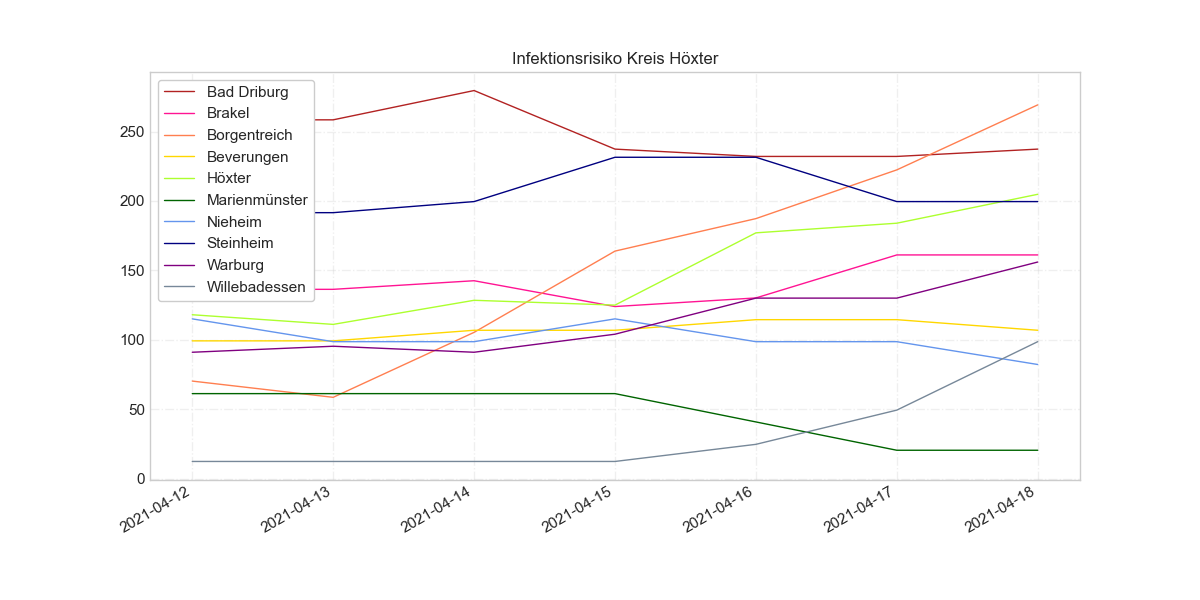 Infektionsrisiko Kreis Höxter
Bad Driburg
Brakel
Borgentreich
Beverungen
Höxter
Marienmünster
Nieheim
Steinheim
Warburg
Willebadessen
250
200
150
100
50
0
2021-04-12
2021-04-13
2021-04-14
2021-04-15
2021-04-16
2021-04-17
2021-04-18